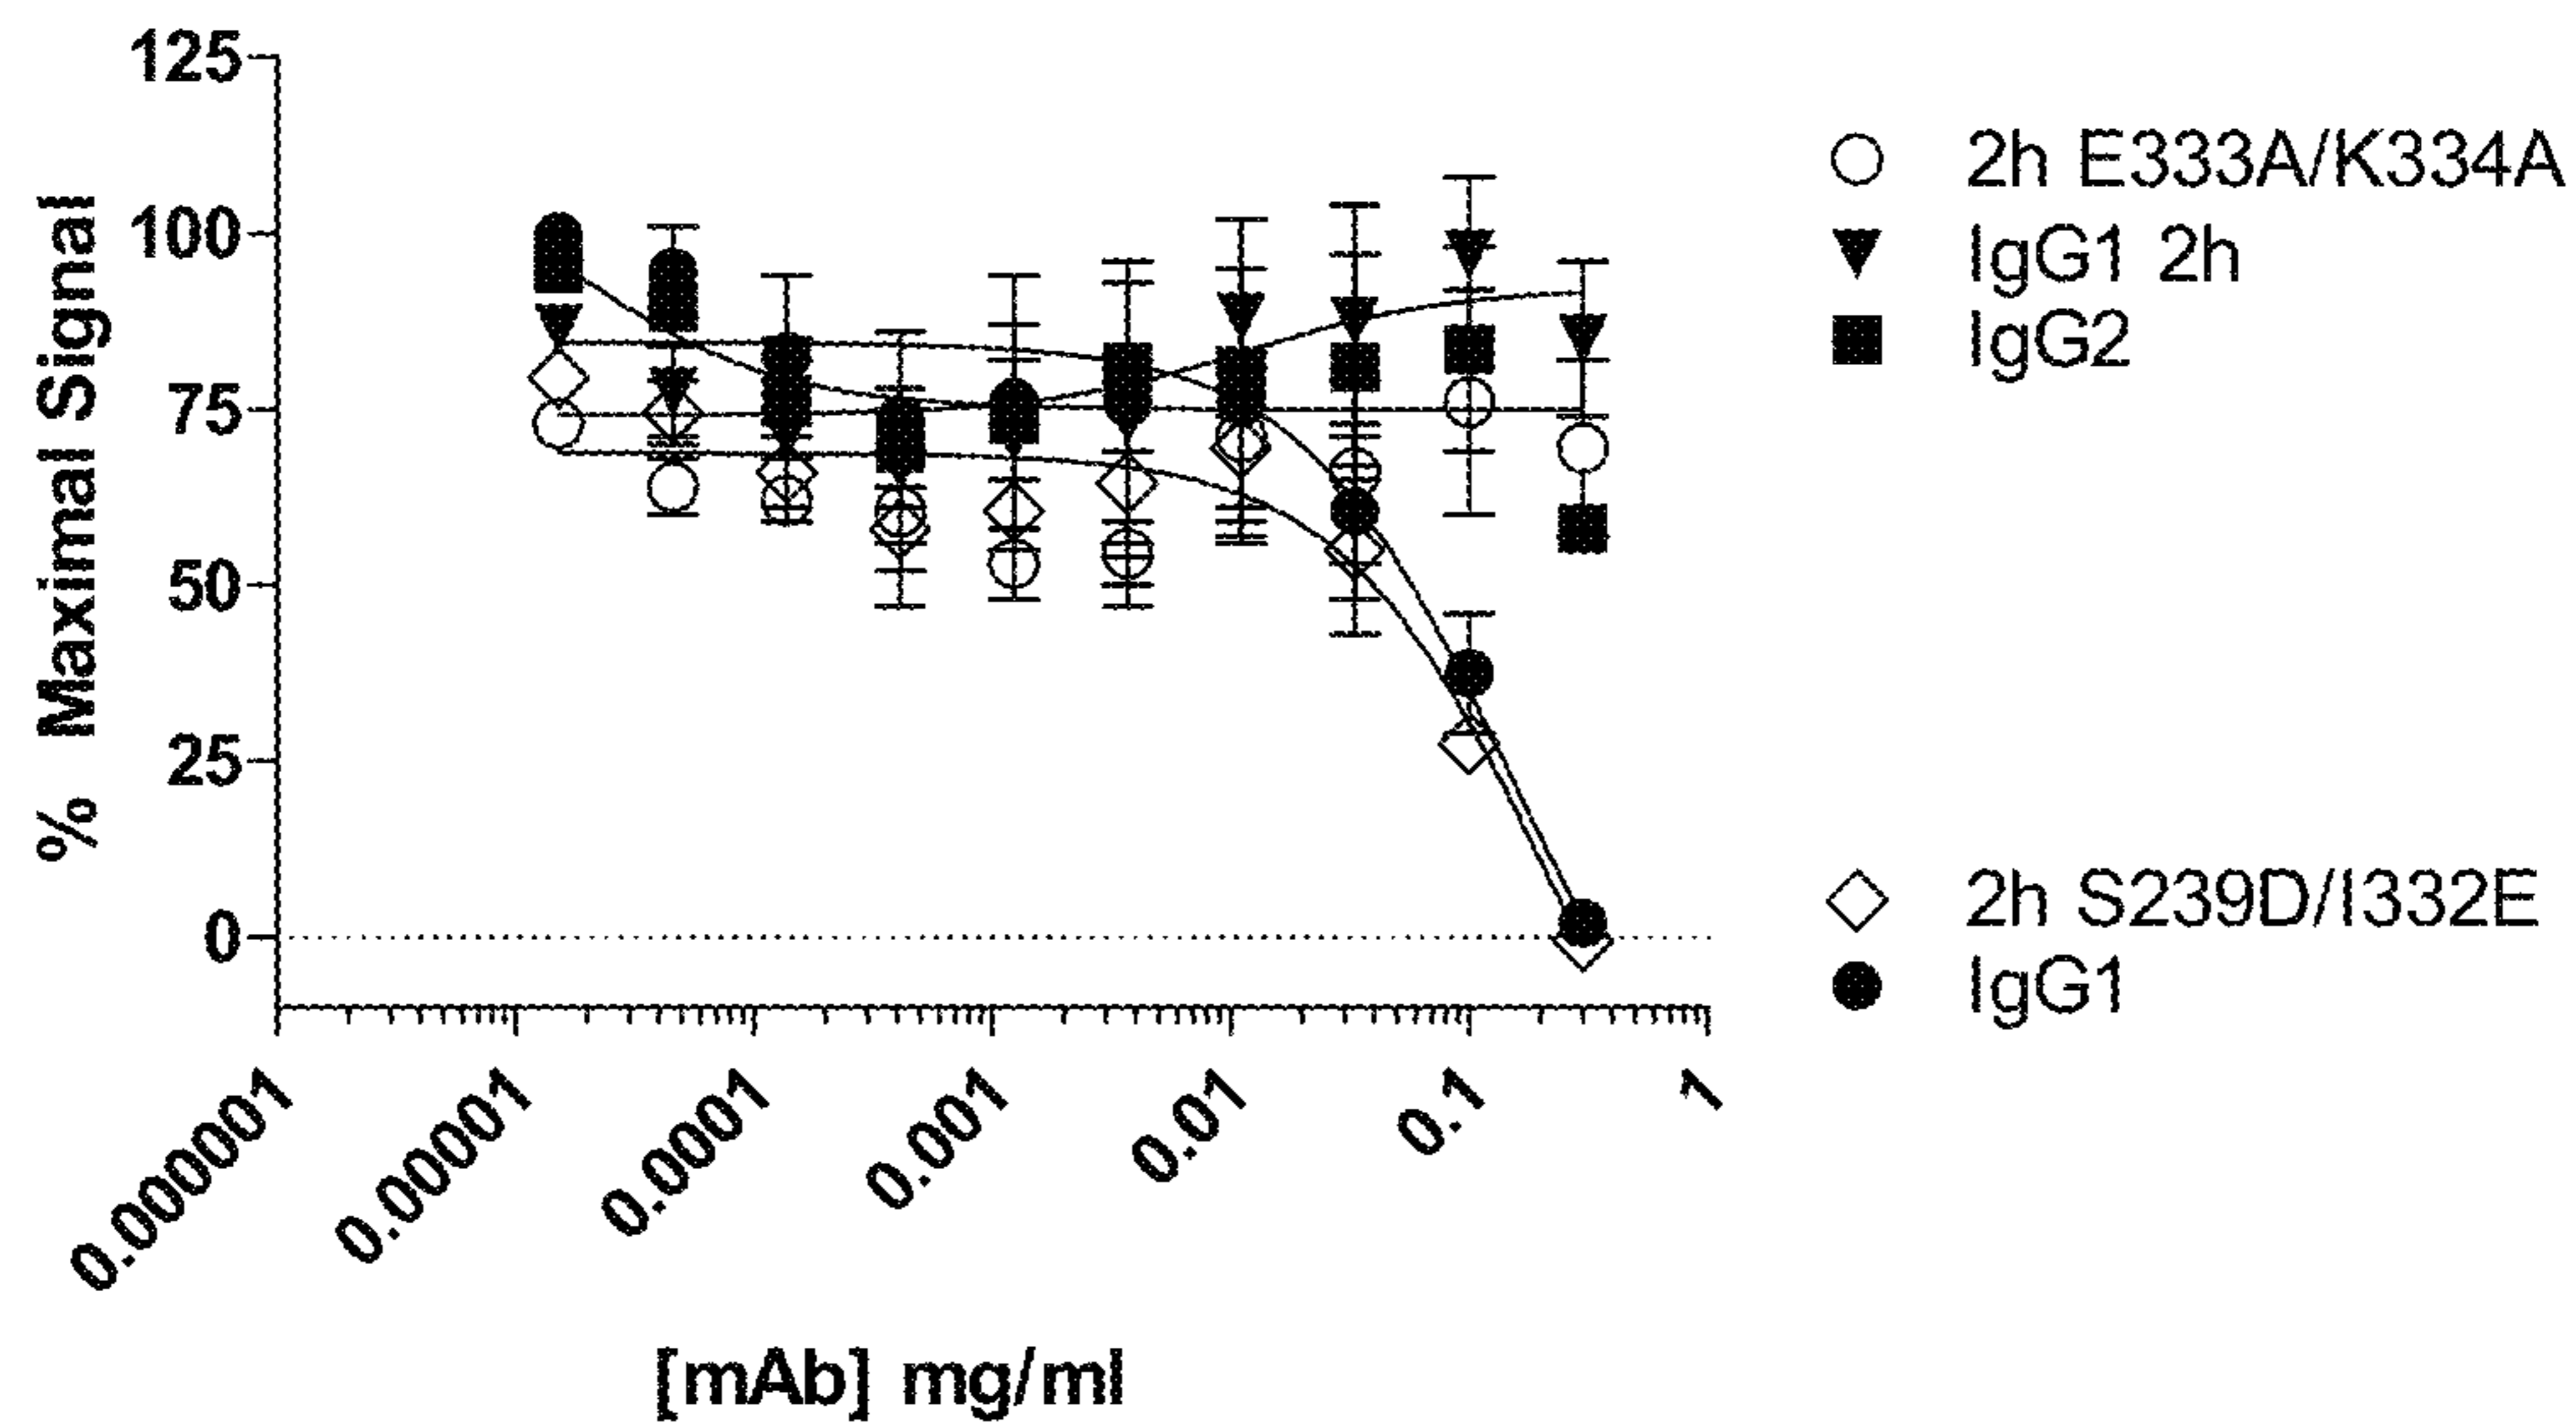 % Maximal Signal
125
100
75
50
25
0
0.000001
0.00001
0.0001
0.001
0.01
0.1
1
[mAb] mg/ml
2h E333A/K334A
IgG1 2h
IgG2
2h S239D/I332E
IgG1